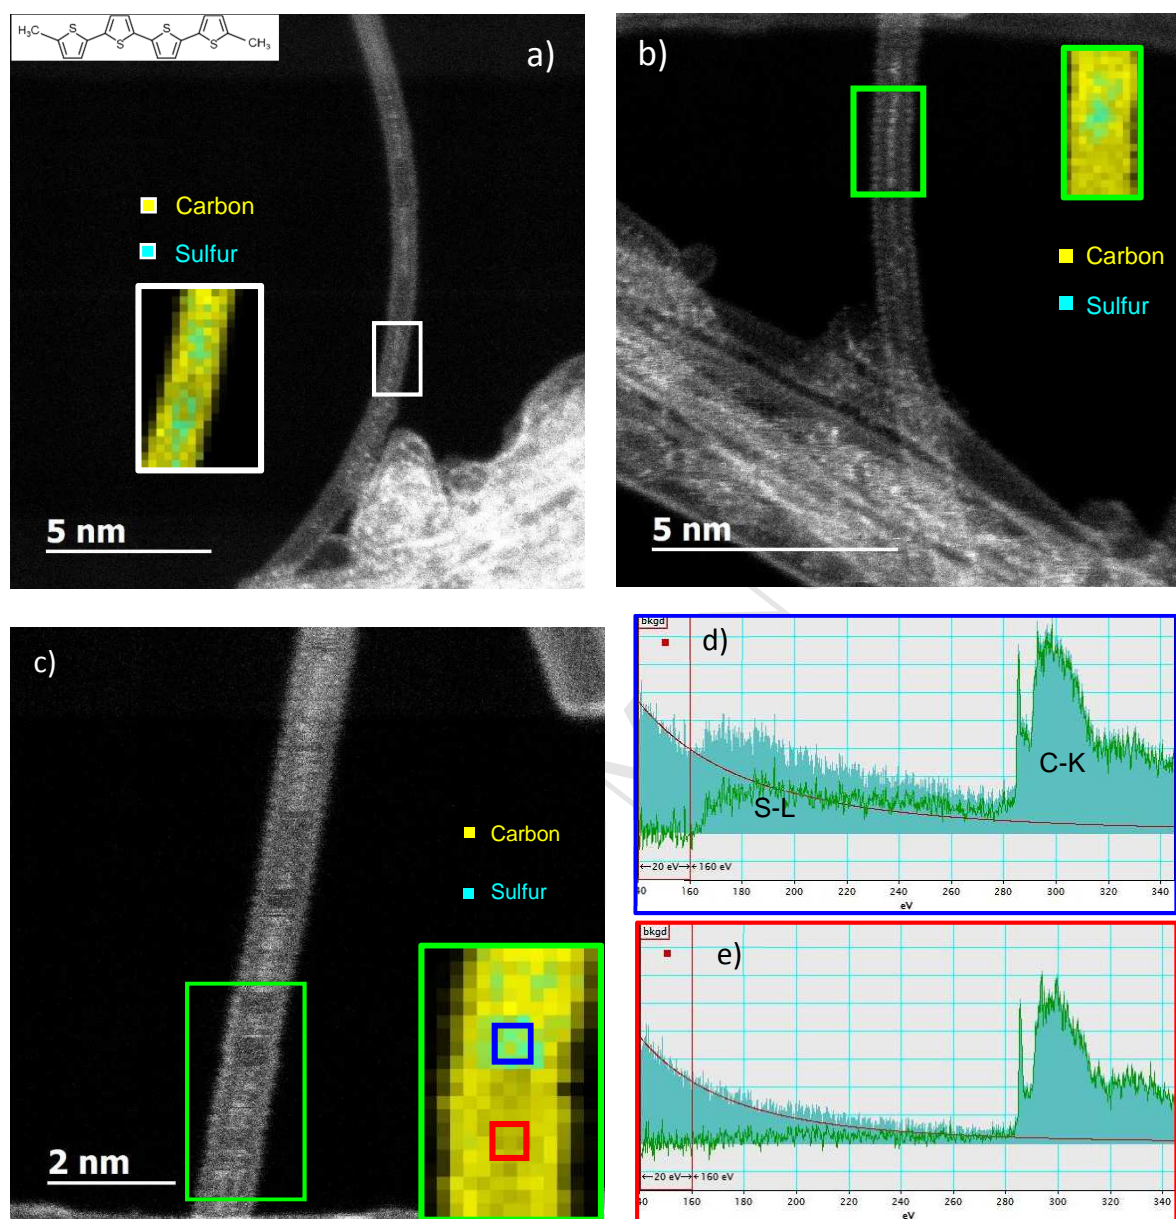 H₃C S S S S CH₃
a)
Carbon
Sulfur
5 nm
b)
Carbon
Sulfur
5 nm
c)
Carbon
Sulfur
2 nm
bkgd
d)
S-L
C-K
20 eV 160 eV
40 160 180 200 220 240 260 280 300 320 340
eV
bkgd
e)
20 eV 160 eV
40 160 180 200 220 240 260 280 300 320 340
eV